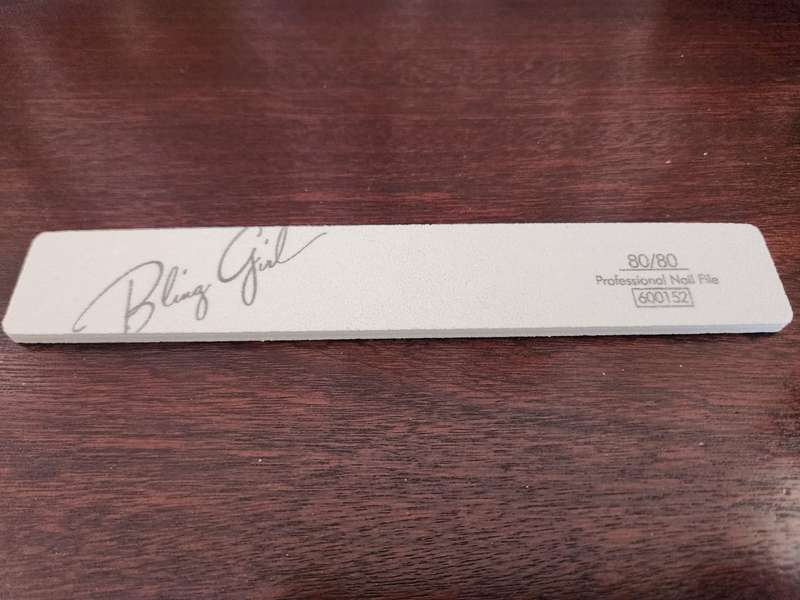 Bling Girl
80/80
Professional Nail File
600152